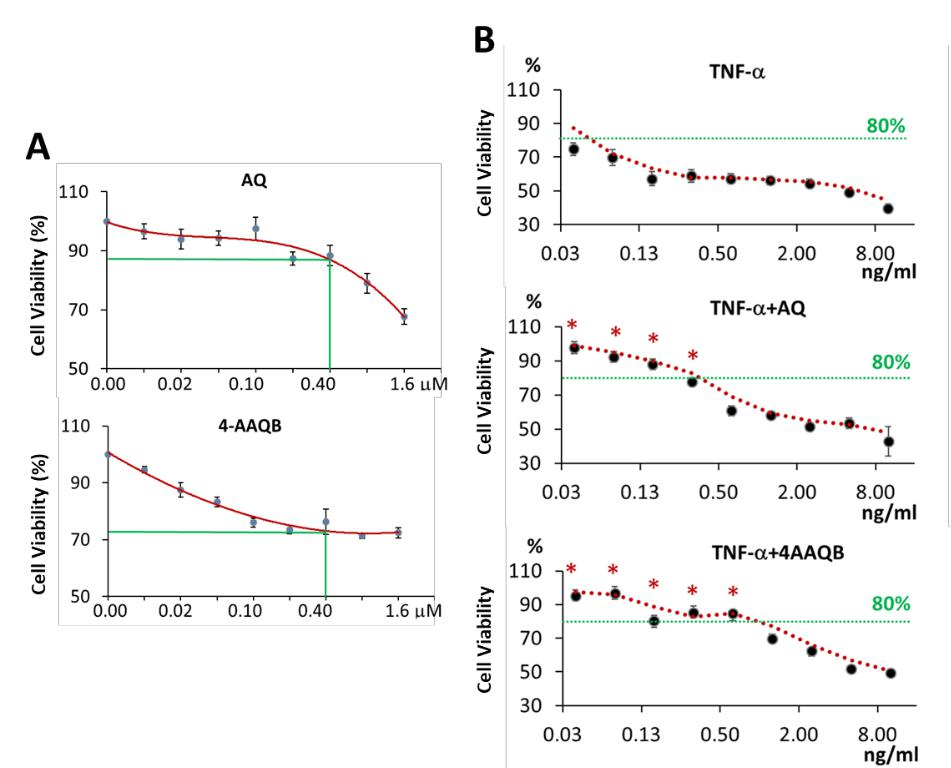 A
AQ
Cell Viability (%)
110
90
70
50
0.00 0.02 0.10 0.40 1.6 μM
4-AAQB
Cell Viability (%)
110
90
70
50
0.00 0.02 0.10 0.40 1.6 μM
B
%
TNF-α
Cell Viability
110
90
70
50
30
80%
0.03 0.13 0.50 2.00 8.00
ng/ml
%
TNF-α+AQ
Cell Viability
110
90
70
50
30
* * * *
80%
0.03 0.13 0.50 2.00 8.00
ng/ml
%
TNF-α+4AAQB
Cell Viability
110
90
70
50
30
* * * * *
80%
0.03 0.13 0.50 2.00 8.00
ng/ml